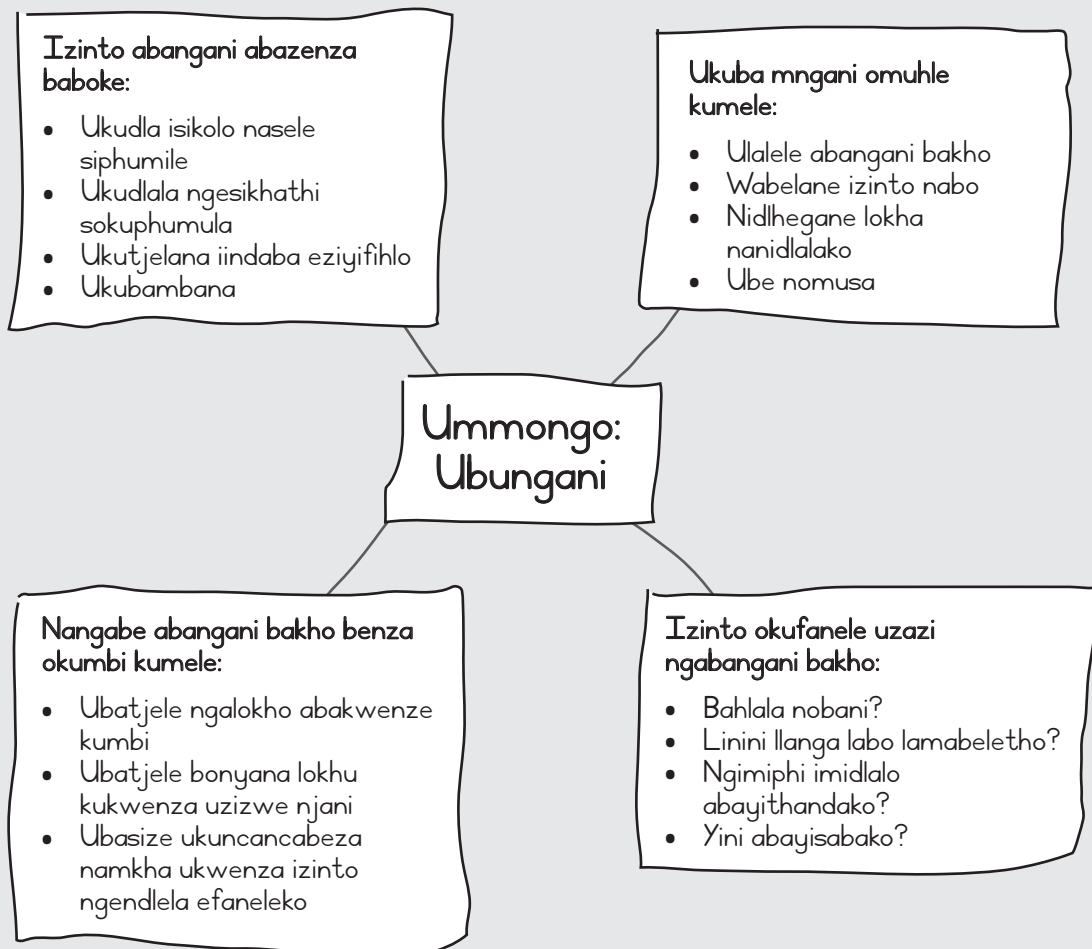 Izinto abangani abazenza
baboke:
• Ukudla isikolo nasele
siphumile
• Ukudlala ngesikhathi
sokuphumula
• Ukutjelana iindaba eziyifihlo
• Ukubambana
Ukuba mngani omuhle
kumele:
• Ulalele abangani bakho
• Wabelane izinto nabo
• Nidlhegane lokha
nanidlalako
• Ube nomusa
Ummongo:
Ubungani
Nangabe abangani bakho benza
okumbi kumele:
• Ubatjele ngalokho abakwenze
kumbi
• Ubatjele bonyana lokhu
kukwenza uzizwe njani
• Ubasize ukuncancabeza
namkha ukwenza izinto
ngendlela efaneleko
Izinto okufanele uzazi
ngabangani bakho:
• Bahlala nobani?
• Linini llanga labo lamabeletho?
• Ngimiphi imidlalo
abayithandako?
• Yini abayisabako?